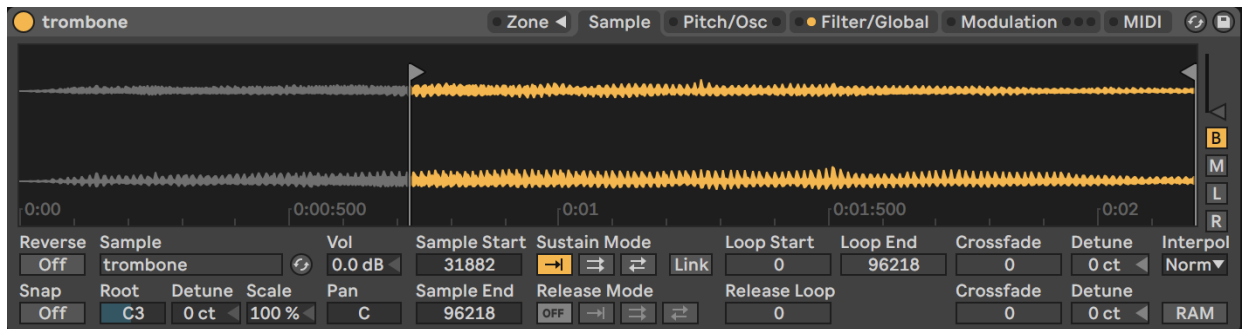 trombone Zone Sample Pitch/Osc Filter/Global Modulation MIDI
B
M
L
R
0:00 0:00:500 0:01 0:01:500 0:02
Reverse Sample Vol Sample Start Sustain Mode Loop Start Loop End Crossfade Detune Interpol
Off trombone 0.0 dB 31882 Link 0 96218 0 0 ct Norm
Snap Root Detune Scale Pan Sample End Release Mode Release Loop Crossfade Detune
Off C3 0 ct 100 % C 96218 OFF 0 0 0 ct RAM